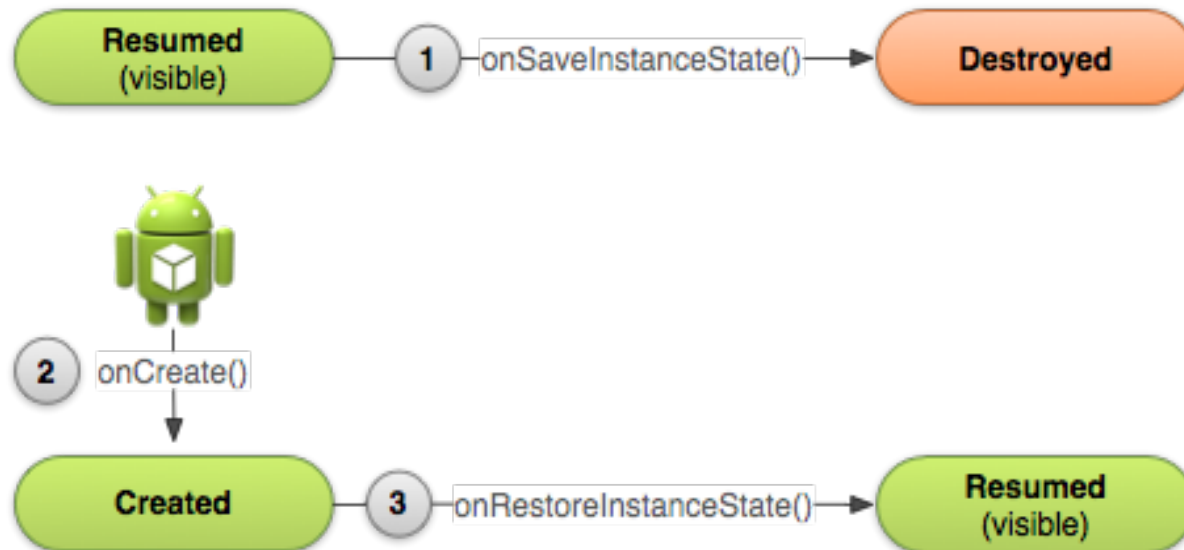 Resumed
(visible)
1
onSaveInstanceState()
Destroyed
2
onCreate()
Created
3
onRestoreInstanceState()
Resumed
(visible)